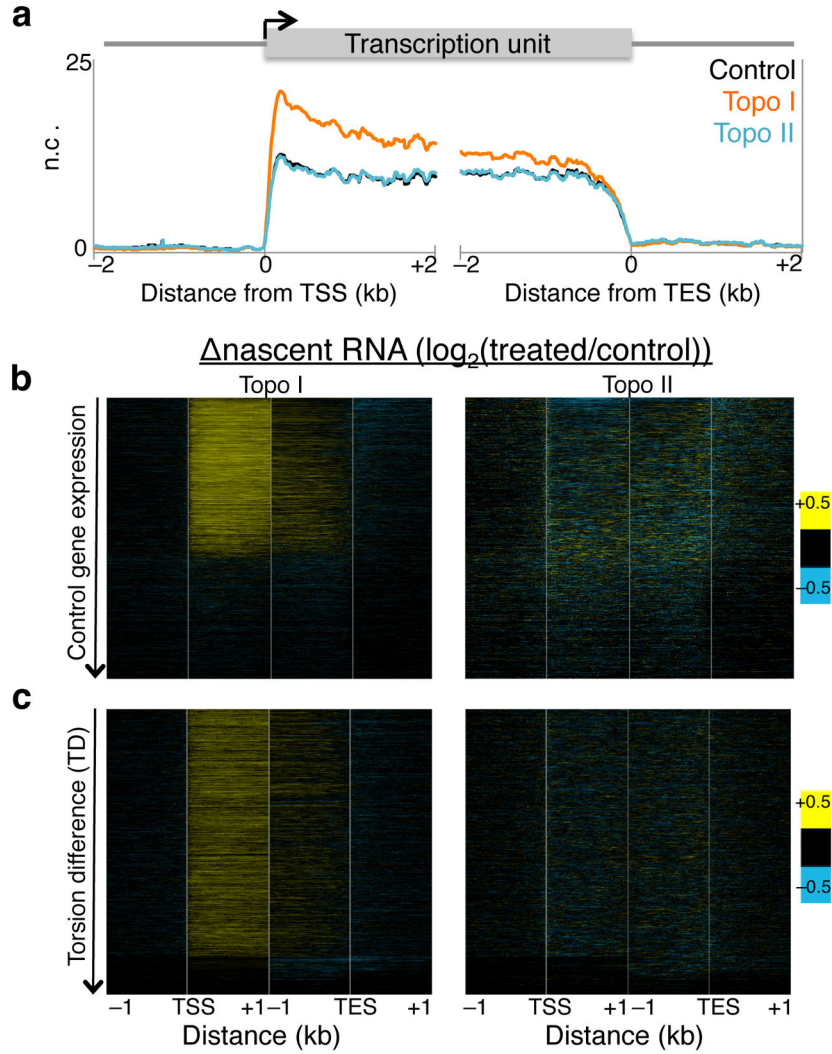 a
Transcription unit
25
n.c.
0
Control
Topo I
Topo II
−2 0 +2 −2 0 +2
Distance from TSS (kb) Distance from TES (kb)
Δnascent RNA (log₂(treated/control))
b
Topo I Topo II
Control gene expression
+0.5
−0.5
c
Torsion difference (TD)
+0.5
−0.5
−1 TSS +1 −1 TES +1 −1 TSS +1 −1 TES +1
Distance (kb) Distance (kb)